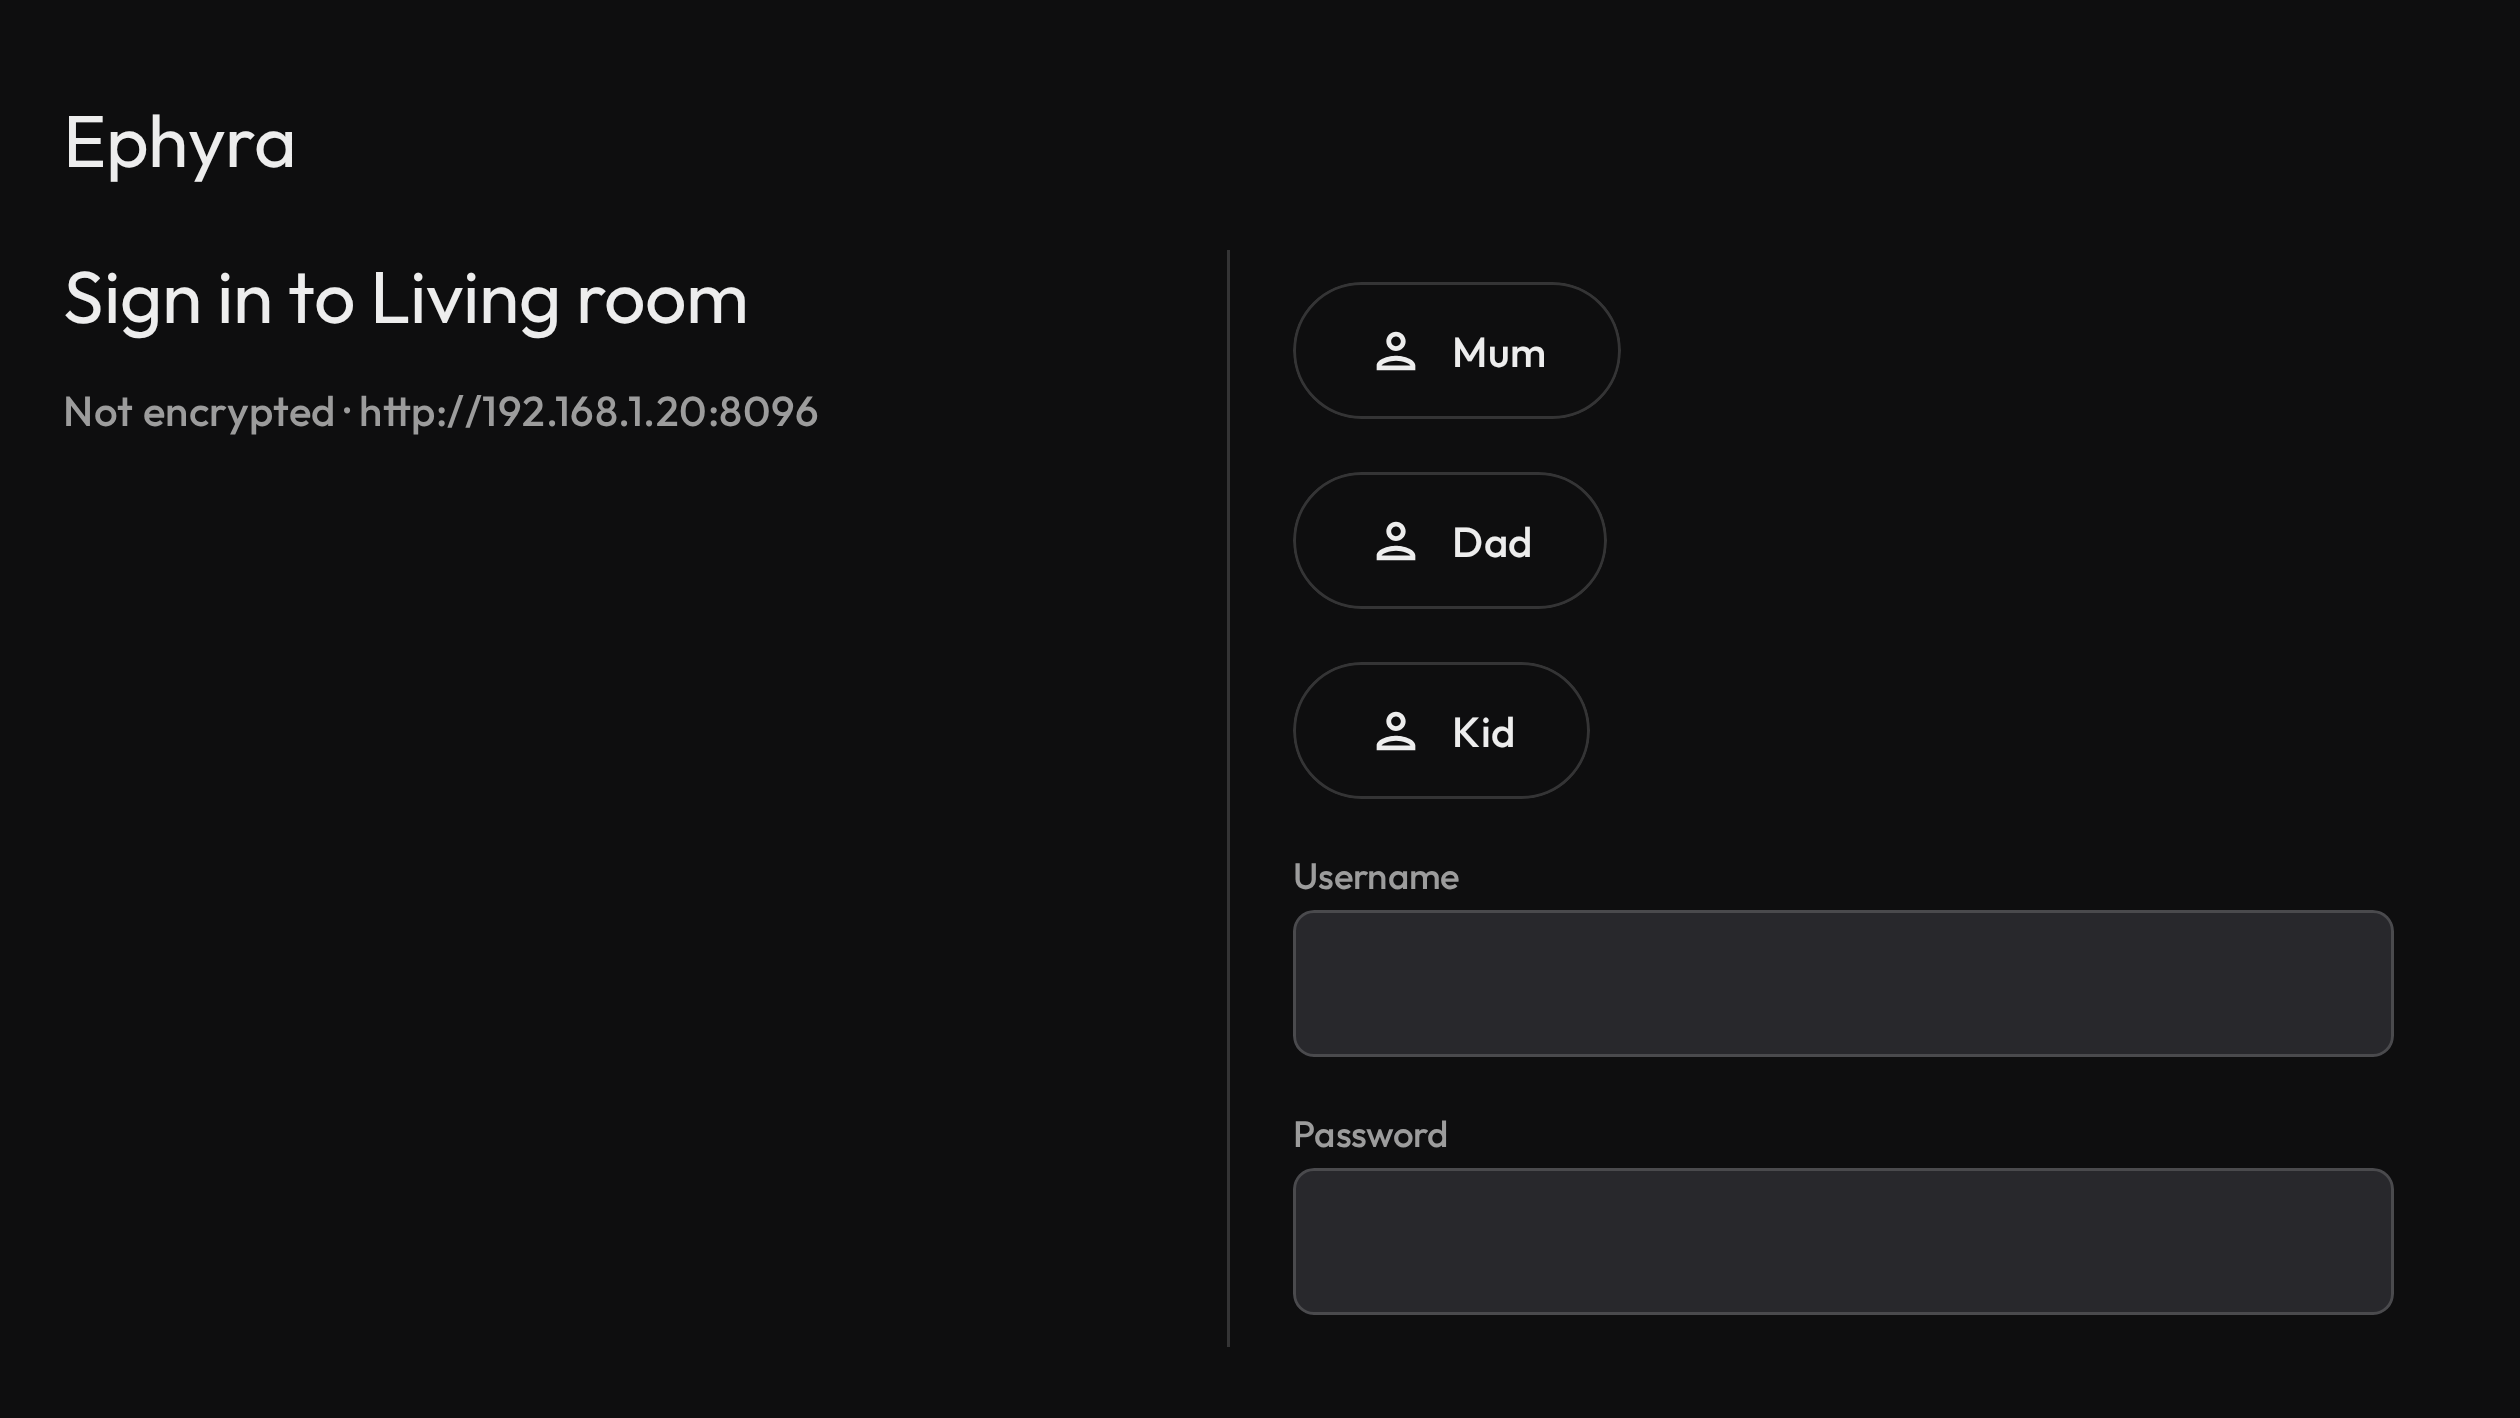 Ephyra
Sign in to Living room
Not encrypted · http://192.168.1.20:8096
Mum
Dad
Kid
Username
Password